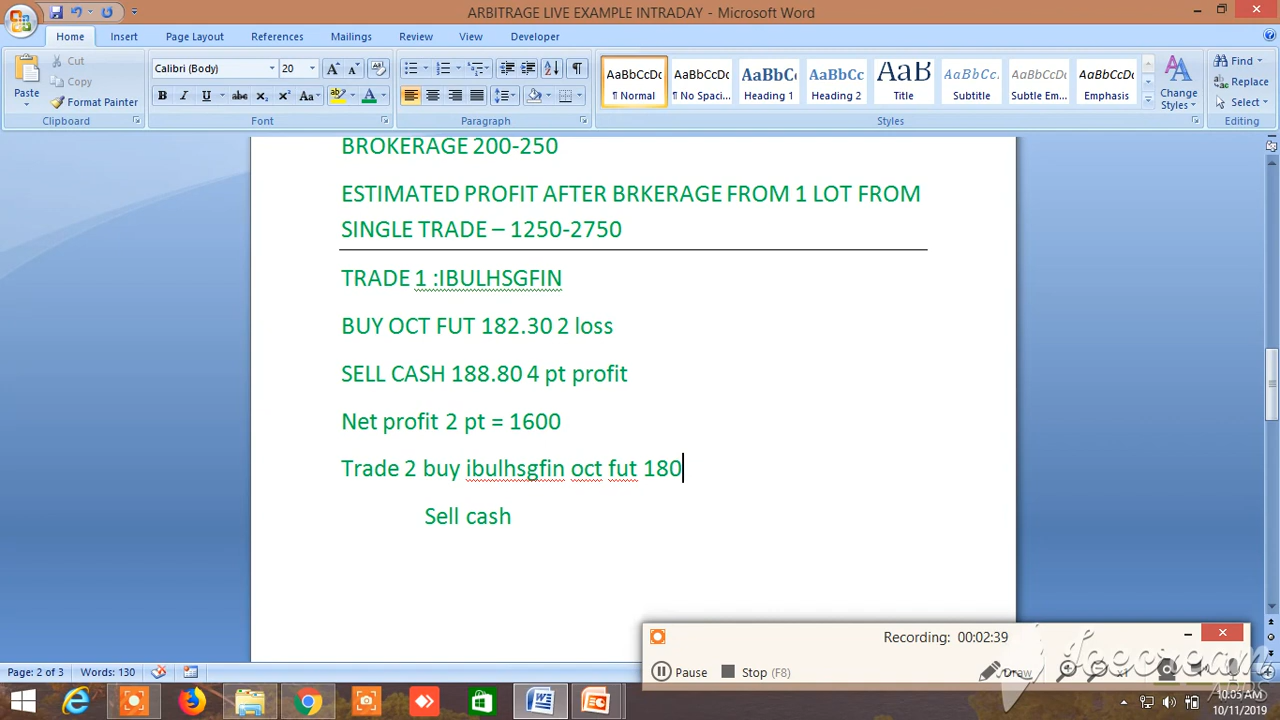 ARBITRAGE LIVE EXAMPLE INTRADAY - Microsoft Word
Home Insert Page Layout References Mailings Review View Developer
Paste
Cut
Copy
Format Painter
Clipboard
Calibri (Body) 20
Font
Paragraph
AaBbCcDc AaBbCcDc AaBbCc AaBbCc AaB AaBbCc. AaBbCcDc AaBbCcDc
¶ Normal ¶ No Spaci... Heading 1 Heading 2 Title Subtitle Subtle Em... Emphasis
Change Styles
Styles
Find
Replace
Select
Editing
BROKERAGE 200-250
ESTIMATED PROFIT AFTER BRKERAGE FROM 1 LOT FROM
SINGLE TRADE – 1250-2750
TRADE 1 :IBULHSGFIN
BUY OCT FUT 182.30 2 loss
SELL CASH 188.80 4 pt profit
Net profit 2 pt = 1600
Trade 2 buy ibulhsgfin oct fut 180
Sell cash
Recording: 00:02:39
Pause Stop (F8) Draw
Page: 2 of 3 Words: 130
10:05 AM
10/11/2019